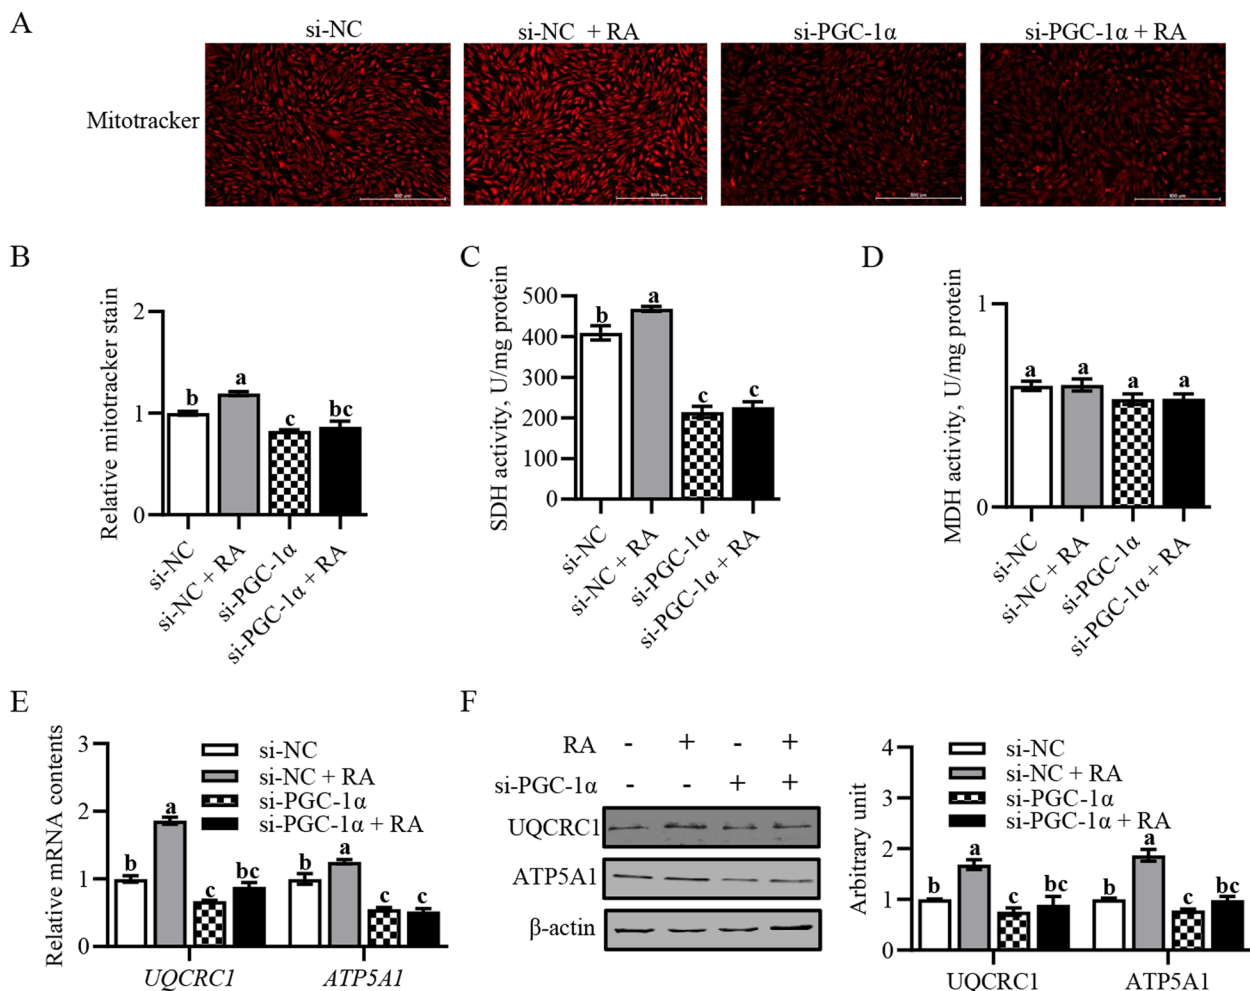 A
si-NC
si-NC + RA
si-PGC-1α
si-PGC-1α + RA
Mitotracker
B
Relative mitotracker stain
2
1
0
b
a
c
bc
si-NC
si-NC + RA
si-PGC-1α
si-PGC-1α + RA
C
SDH activity, U/mg protein
500
400
300
200
100
0
b
a
c
c
si-NC
si-NC + RA
si-PGC-1α
si-PGC-1α + RA
D
MDH activity, U/mg protein
1
0
a
a
a
a
si-NC
si-NC + RA
si-PGC-1α
si-PGC-1α + RA
E
Relative mRNA contents
3
2
1
0
si-NC
si-NC + RA
si-PGC-1α
si-PGC-1α + RA
b
a
c
bc
b
a
c
c
UQCRC1
ATP5A1
F
RA - + - +
si-PGC-1α - - + +
UQCRC1
ATP5A1
β-actin
Arbitrary unit
4
3
2
1
0
si-NC
si-NC + RA
si-PGC-1α
si-PGC-1α + RA
b
a
c
bc
b
a
c
bc
UQCRC1
ATP5A1